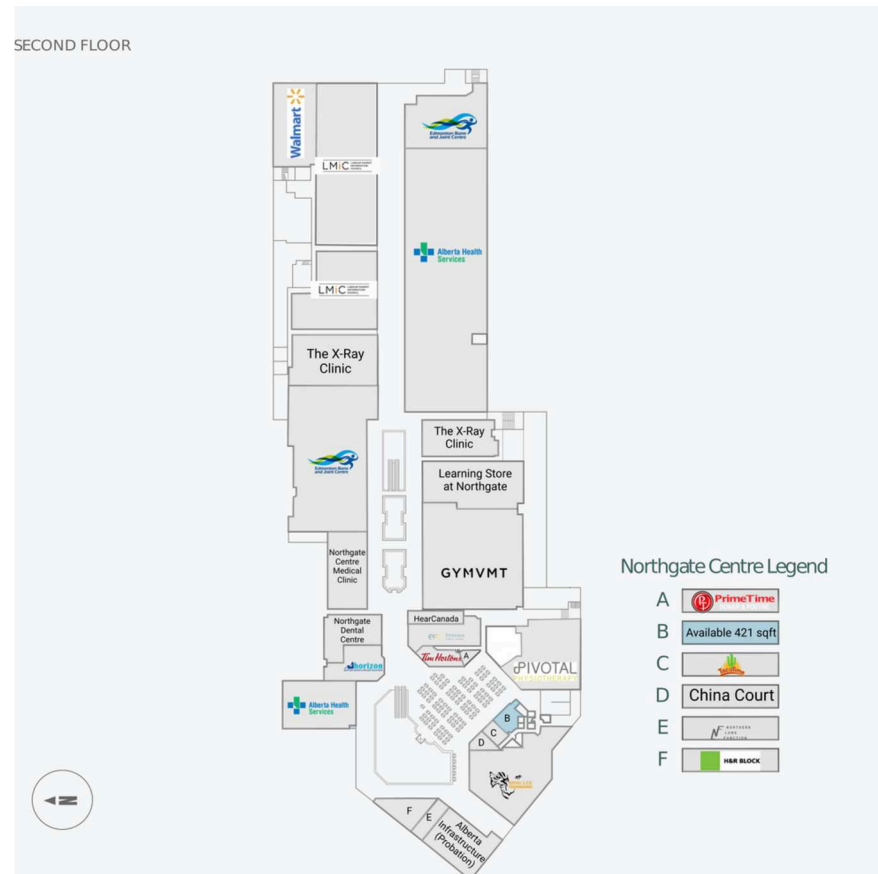 SECOND FLOOR
Walmart
LMiC
Edmonton Bone
and Joint Centre
Alberta Health
Services
LMiC
The X-Ray
Clinic
The X-Ray
Clinic
Edmonton Bone
and Joint Centre
Learning Store
at Northgate
Northgate
Centre
Medical
Clinic
GYMVMT
Northgate
Dental
Centre
HearCanada
Tim Hortons
A
horizon
PIVOTAL
PHYSIOTHERAPY
Alberta Health
Services
B
C
D
F
E
Alberta
Infrastructure
(Probation)
N
Northgate Centre Legend
A
PrimeTime
B
Available 421 sqft
C
D
China Court
E
NF
NORTHERN
F
H&R BLOCK